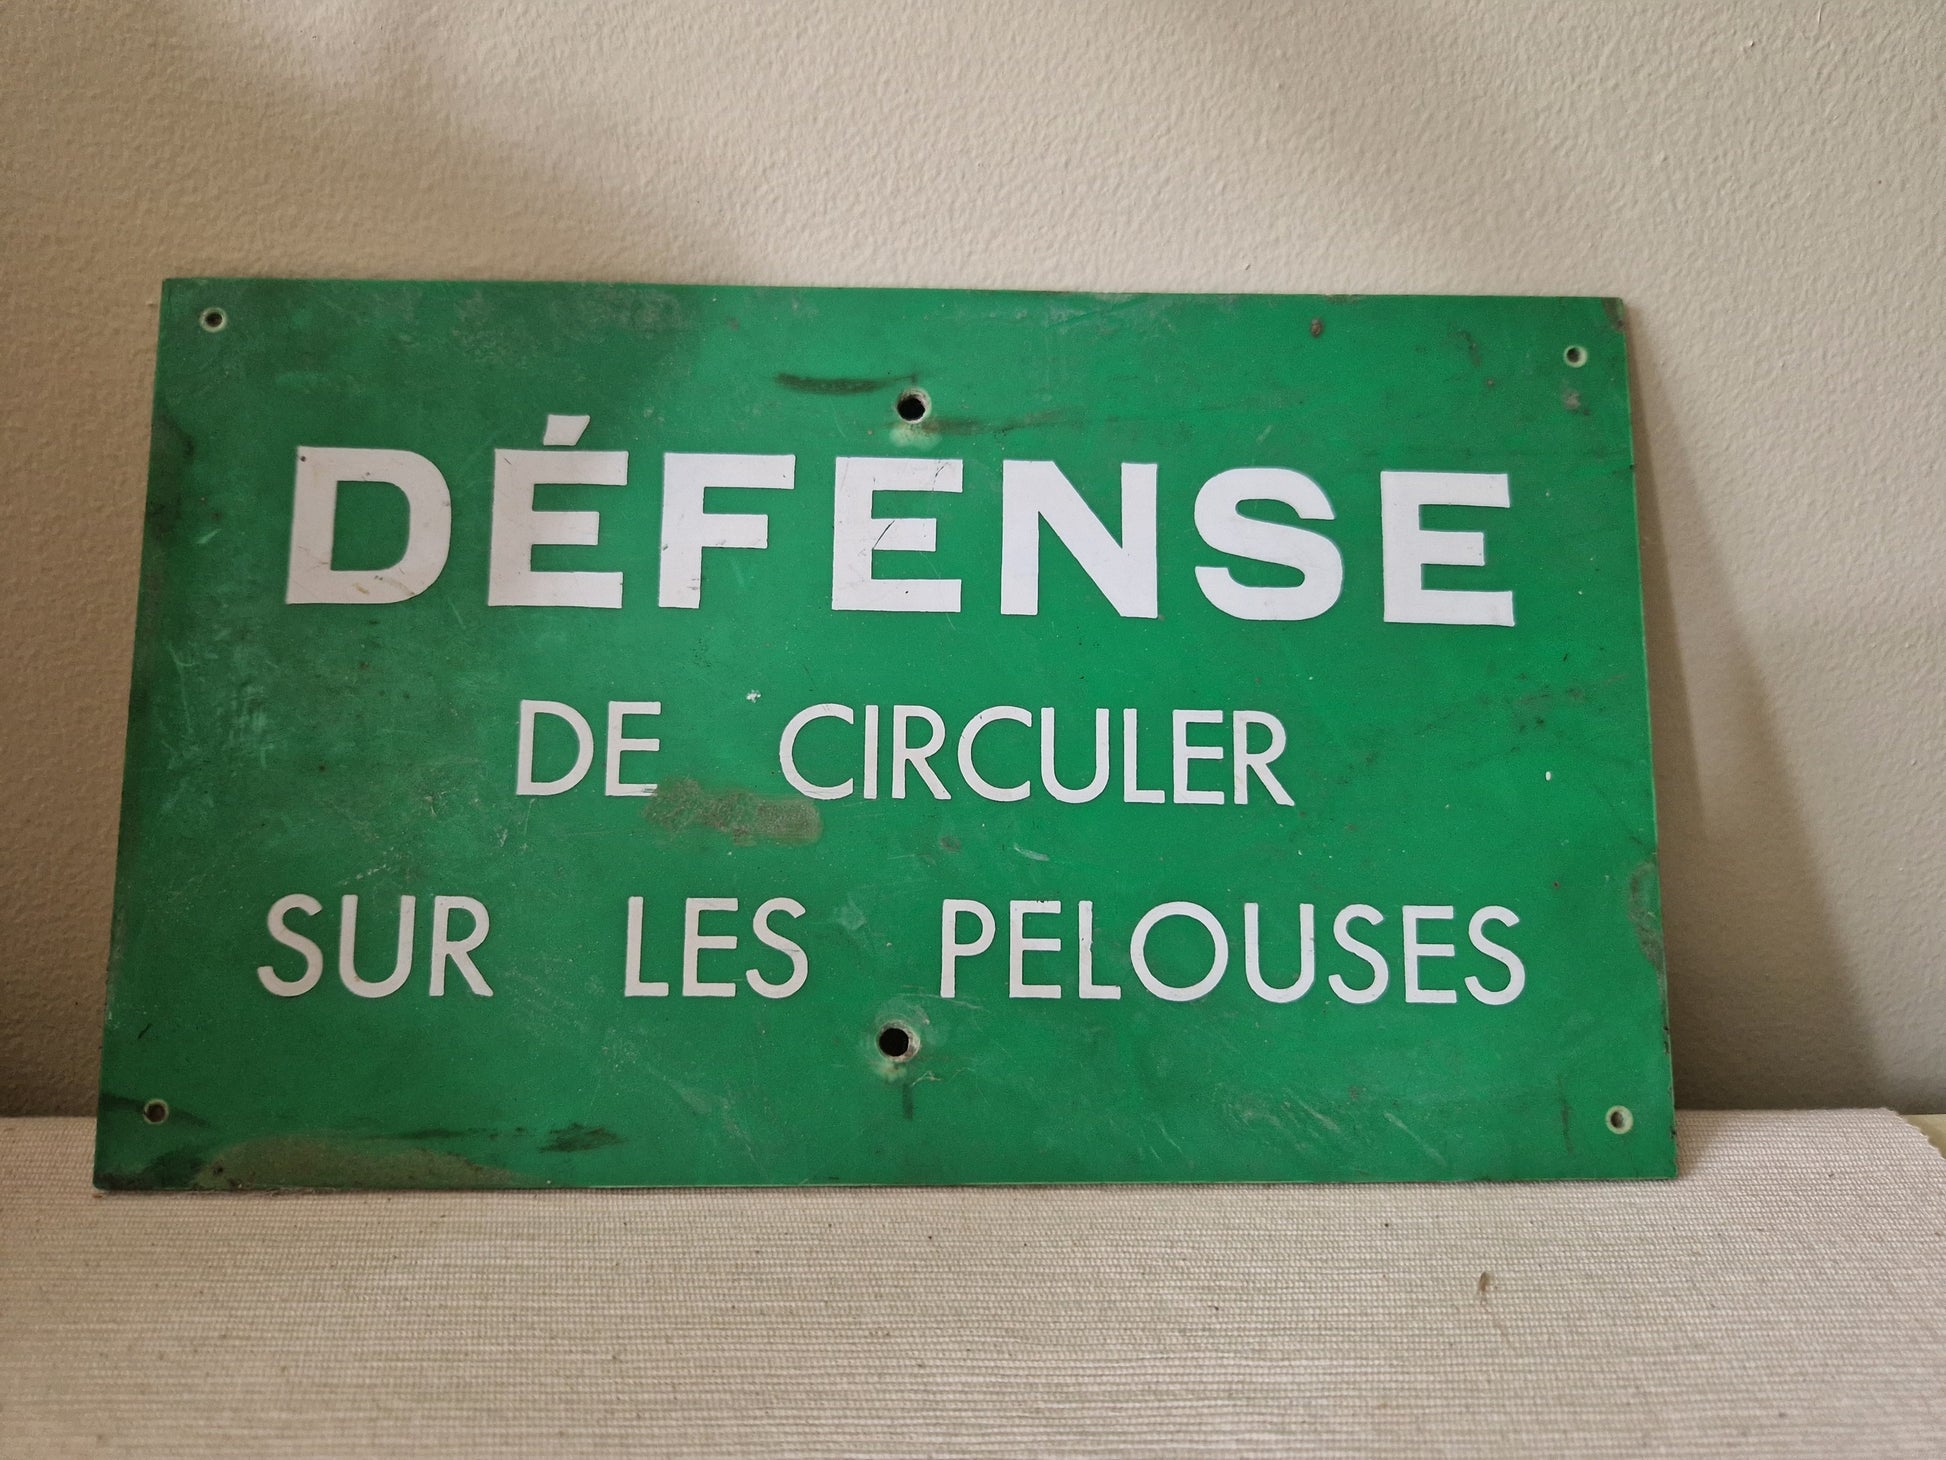 DÉFENSE
DE CIRCULER
SUR LES PELOUSES